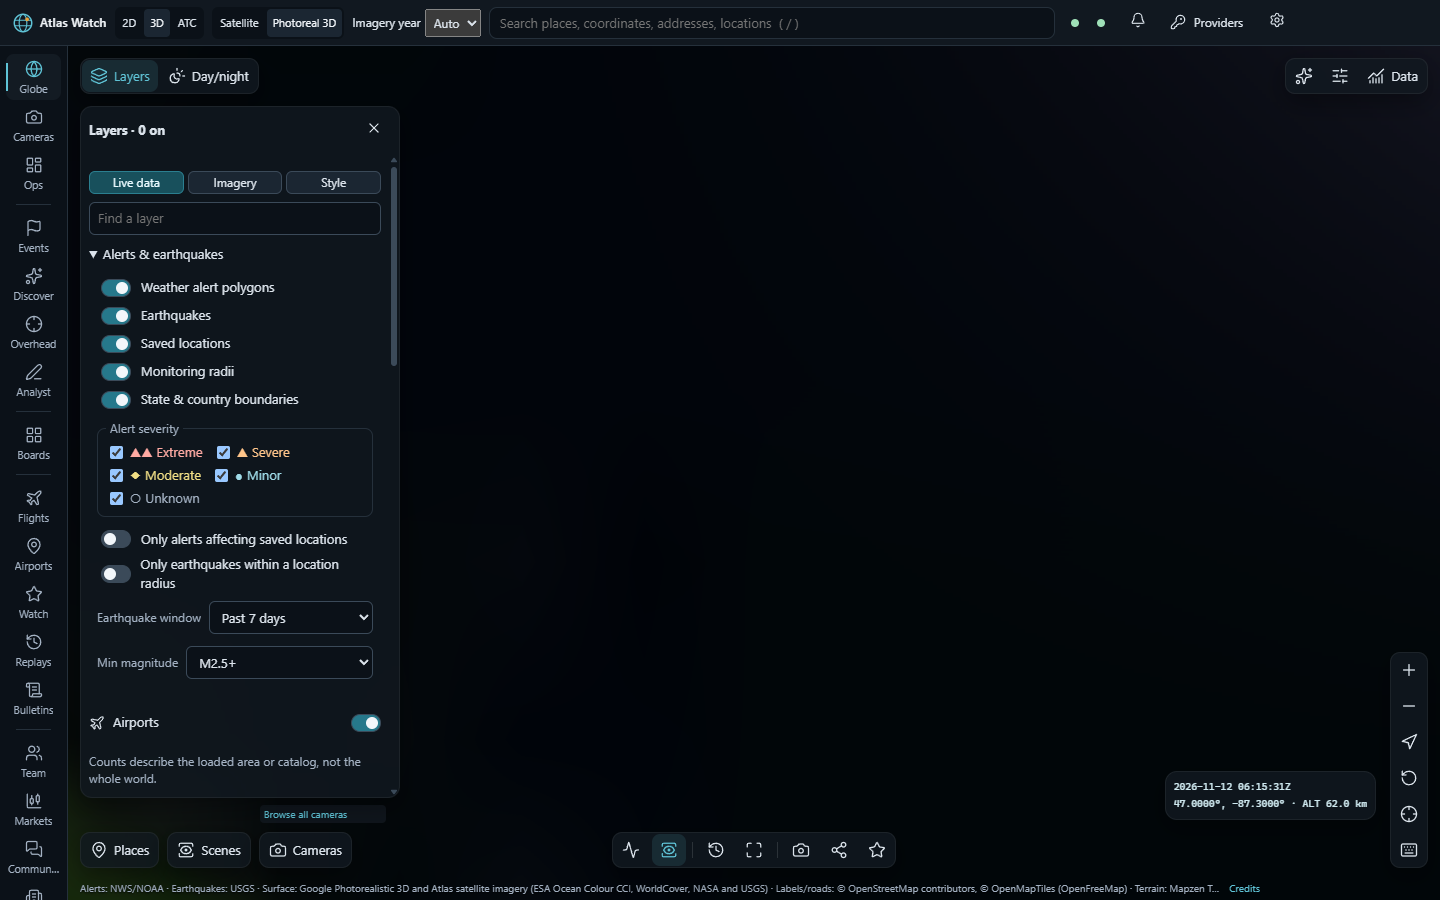 Atlas Watch
2D 3D ATC
Satellite Photoreal 3D
Imagery year Auto
Search places, coordinates, addresses, locations ( / )
Providers
Globe
Cameras
Ops
Events
Discover
Overhead
Analyst
Boards
Flights
Airports
Watch
Replays
Bulletins
Team
Markets
Commun...
Layers
Day/night
Data
Layers · 0 on
Live data
Imagery
Style
Find a layer
▼ Alerts & earthquakes
Weather alert polygons
Earthquakes
Saved locations
Monitoring radii
State & country boundaries
Alert severity
▲▲ Extreme
▲ Severe
◆ Moderate
● Minor
○ Unknown
Only alerts affecting saved locations
Only earthquakes within a location
radius
Earthquake window Past 7 days
Min magnitude M2.5+
Airports
Counts describe the loaded area or catalog, not the
whole world.
Browse all cameras
Places
Scenes
Cameras
2026-11-12 06:15:31Z
47.0000°, -87.3000° · ALT 62.0 km
Alerts: NWS/NOAA · Earthquakes: USGS · Surface: Google Photorealistic 3D and Atlas satellite imagery (ESA Ocean Colour CCI, WorldCover, NASA and USGS) · Labels/roads: © OpenStreetMap contributors, © OpenMapTiles (OpenFreeMap) · Terrain: Mapzen T... Credits